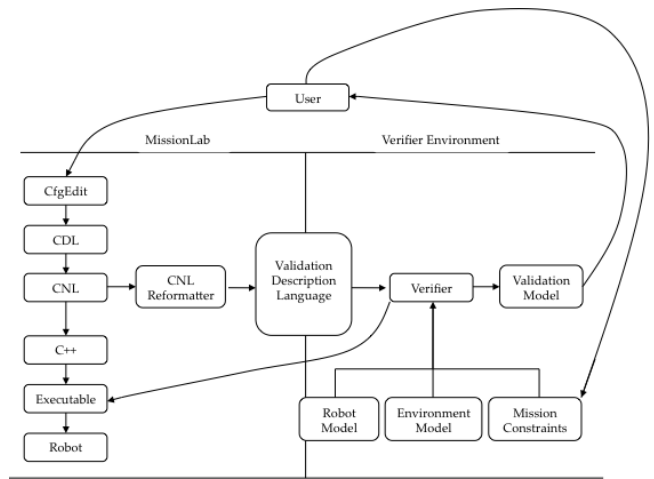 User
MissionLab
Verifier Environment
CfgEdit
CDL
CNL
CNL
Reformatter
Validation
Description
Language
Verifier
Validation
Model
C++
Executable
Robot
Robot
Model
Environment
Model
Mission
Constraints